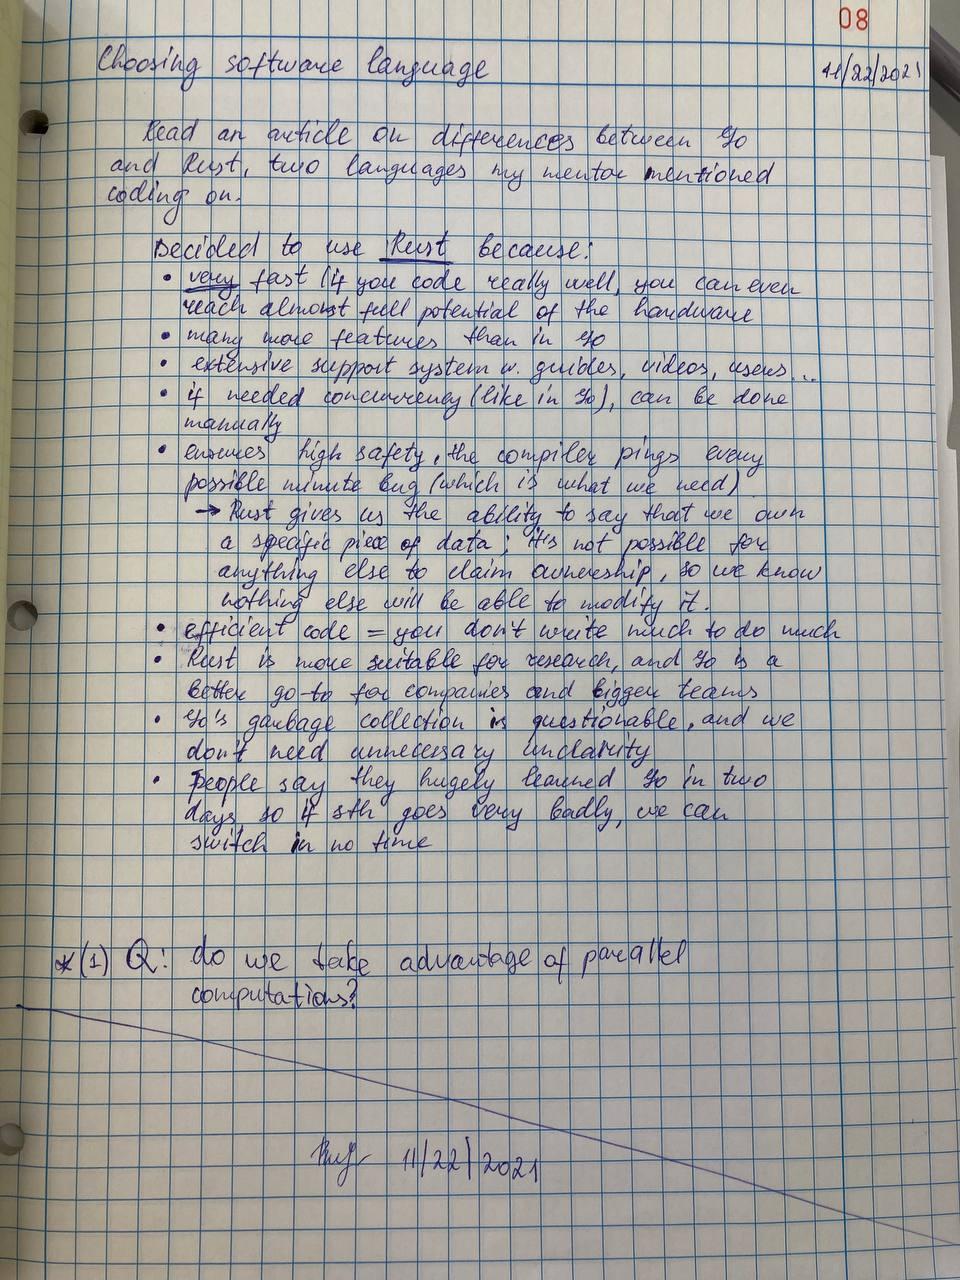 08
Choosing software language
11/22/2021
Read an article on differences between Go
and Rust, two languages my mentor mentioned
coding on.
Decided to use Rust because:
• very fast (if you code really well, you can even
reach almost full potential of the hardware
• many more features than in Go
• extensive support system w. guides, videos, users...
• if needed concurrency (like in Go), can be done
manually
• ensures high safety, the compiler pings every
possible minute bug (which is what we need)
→ Rust gives us the ability to say that we own
a specific piece of data; it's not possible for
anything else to claim ownership, so we know
nothing else will be able to modify it.
• efficient code = you don't write much to do much
• Rust is more suitable for research, and Go is a
better go-to for companies and bigger teams
• Go's garbage collection is questionable, and we
don't need unnecessary unclarity
• People say they hugely learned Go in two
days, so if sth goes very badly, we can
switch in no time
*(1) Q: do we take advantage of parallel
computations?
11/22/2021